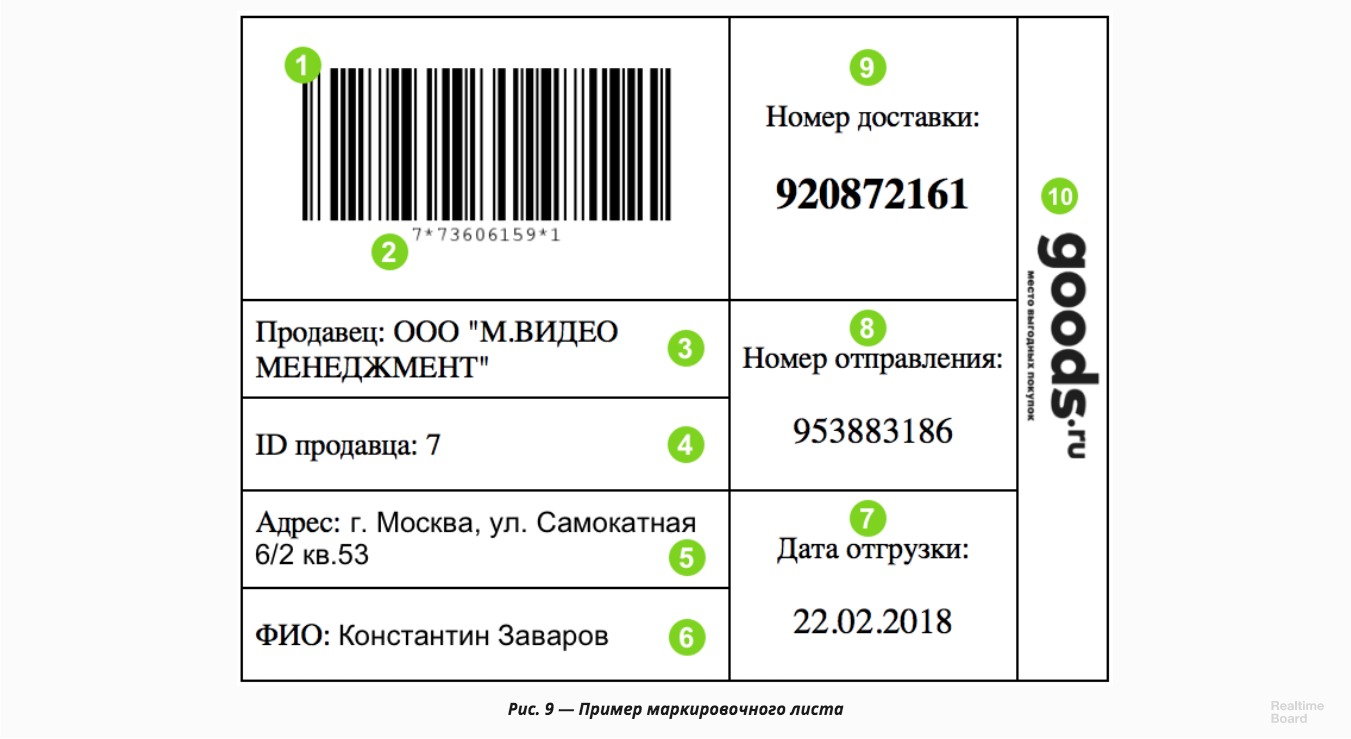 1
7*73606159*1
2
Продавец: ООО "М.ВИДЕО
МЕНЕДЖМЕНТ"
3
ID продавца: 7
4
Адрес: г. Москва, ул. Самокатная
6/2 кв.53
5
ФИО: Константин Заваров
6
9
Номер доставки:
920872161
8
Номер отправления:
953883186
7
Дата отгрузки:
22.02.2018
10
goods.ru
место выгодных покупок
Рис. 9 — Пример маркировочного листа
Realtime
Board